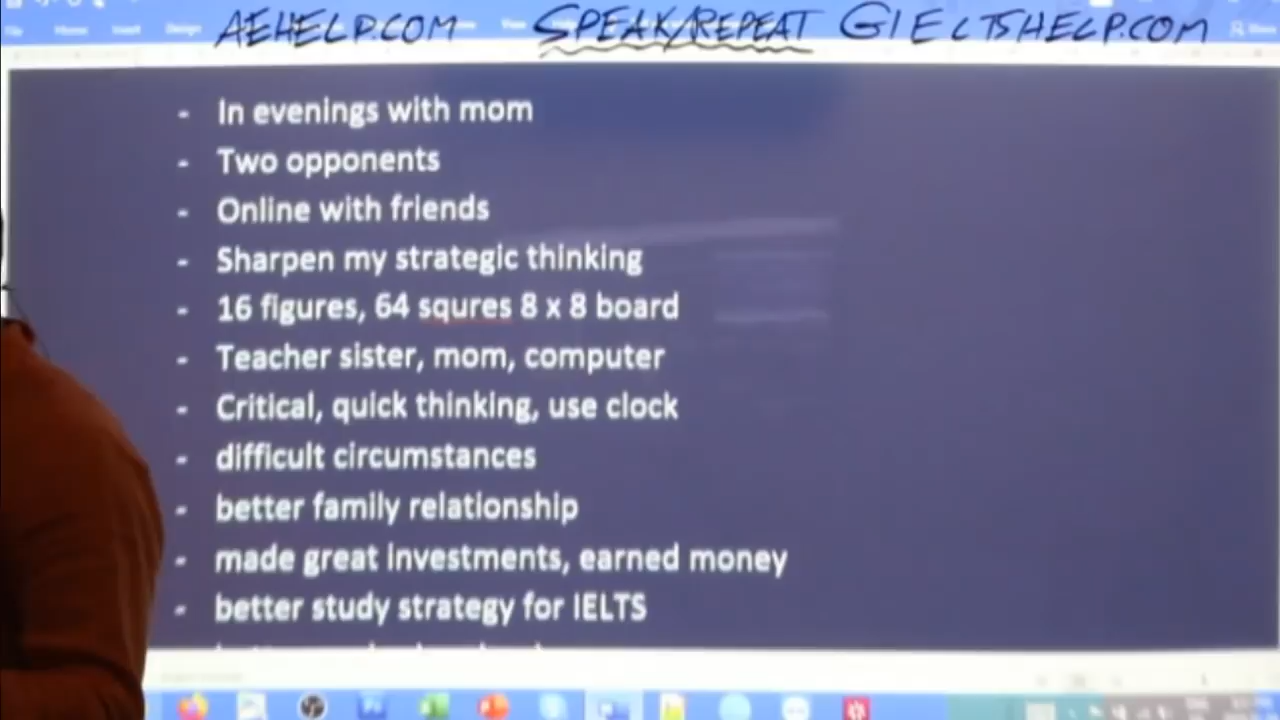 AEHELP.COM SPEAK/REPEAT GIELTSHELP.COM
- In evenings with mom
- Two opponents
- Online with friends
- Sharpen my strategic thinking
- 16 figures, 64 squres 8 x 8 board
- Teacher sister, mom, computer
- Critical, quick thinking, use clock
- difficult circumstances
- better family relationship
- made great investments, earned money
- better study strategy for IELTS